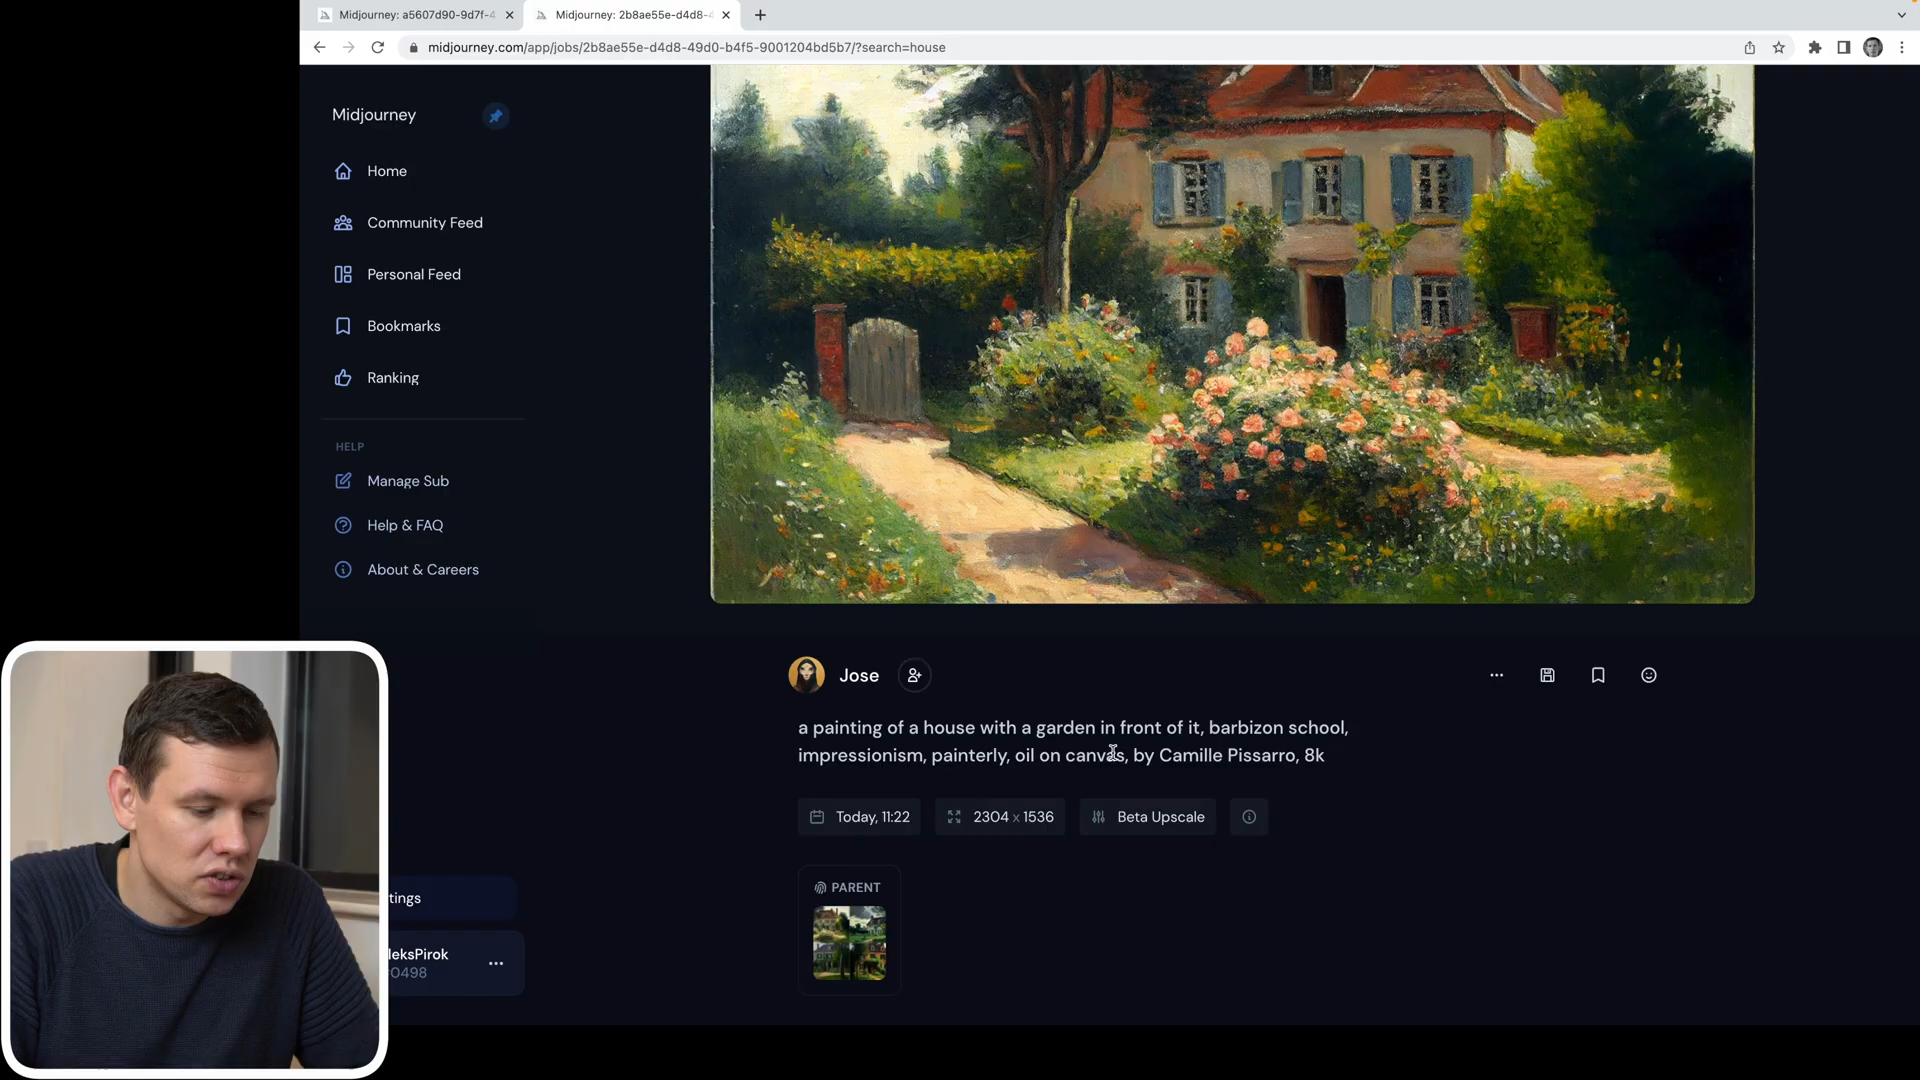 Midjourney: a5607d90-9d7f-4
Midjourney: 2b8ae55e-d4d8-4
midjourney.com/app/jobs/2b8ae55e-d4d8-49d0-b4f5-9001204bd5b7/?search=house
Midjourney
Home
Community Feed
Personal Feed
Bookmarks
Ranking
HELP
Manage Sub
Help & FAQ
About & Careers
tings
leksPirok
0498
Jose
a painting of a house with a garden in front of it, barbizon school,
impressionism, painterly, oil on canvas, by Camille Pissarro, 8k
Today, 11:22
2304 x 1536
Beta Upscale
PARENT